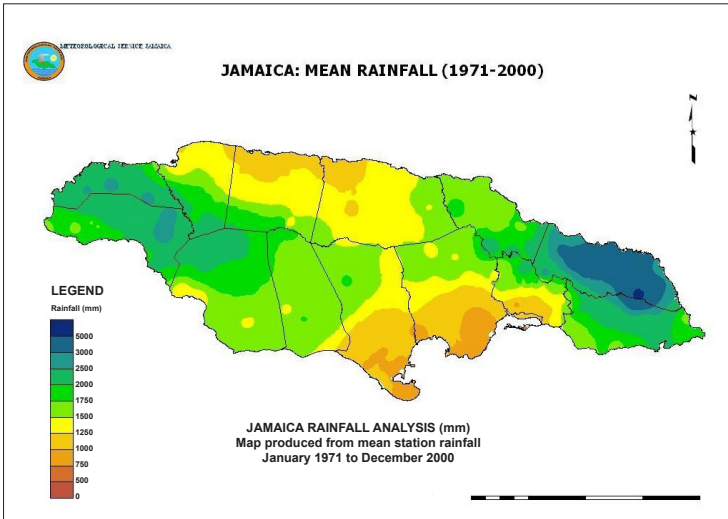 METEOROLOGICAL SERVICE JAMAICA
JAMAICA: MEAN RAINFALL (1971-2000)
N
LEGEND
Rainfall (mm)
5000
3000
2500
2000
1750
1500
1250
1000
750
500
0
JAMAICA RAINFALL ANALYSIS (mm)
Map produced from mean station rainfall
January 1971 to December 2000